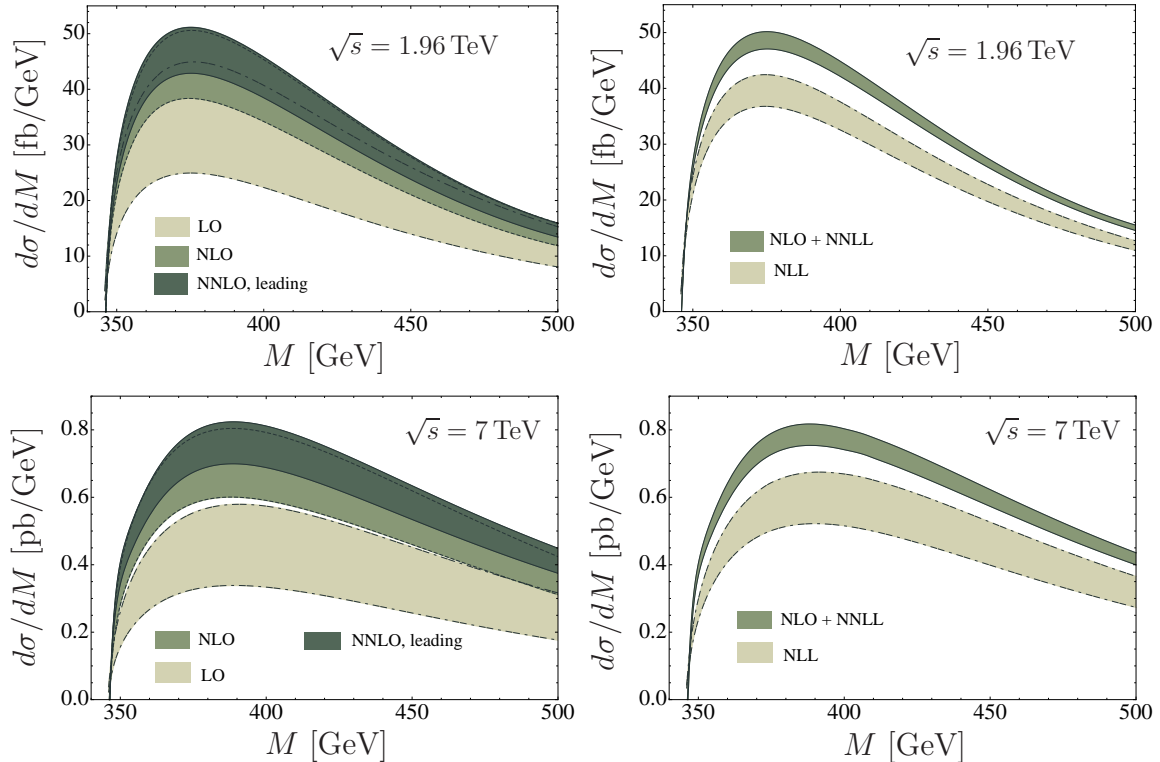 √s = 1.96 TeV
dσ/dM [fb/GeV]
50
40
30
20
10
0
LO
NLO
NNLO, leading
350
400
450
500
M [GeV]
√s = 1.96 TeV
dσ/dM [fb/GeV]
50
40
30
20
10
0
NLO + NNLL
NLL
350
400
450
500
M [GeV]
√s = 7 TeV
dσ/dM [pb/GeV]
0.8
0.6
0.4
0.2
0.0
NLO
NNLO, leading
LO
350
400
450
500
M [GeV]
√s = 7 TeV
dσ/dM [pb/GeV]
0.8
0.6
0.4
0.2
0.0
NLO + NNLL
NLL
350
400
450
500
M [GeV]